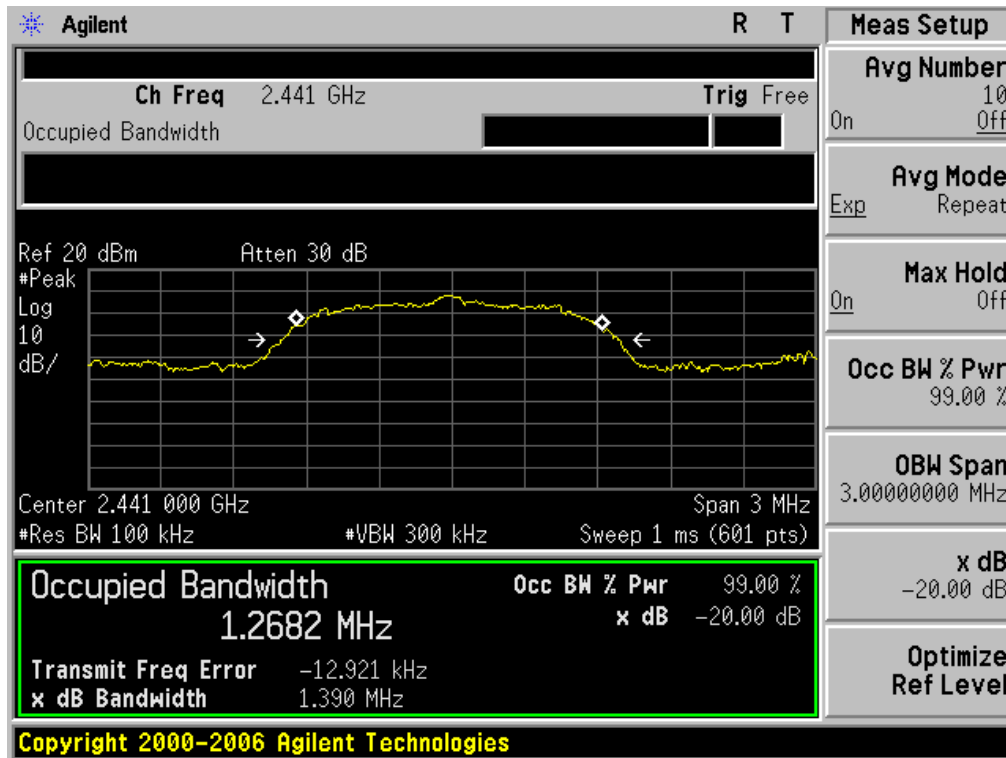 Agilent R T
Ch Freq 2.441 GHz Trig Free
Occupied Bandwidth
Ref 20 dBm Atten 30 dB
#Peak
Log
10
dB/
Center 2.441 000 GHz Span 3 MHz
#Res BW 100 kHz #VBW 300 kHz Sweep 1 ms (601 pts)
Occupied Bandwidth Occ BW % Pwr 99.00 %
1.2682 MHz x dB -20.00 dB
Transmit Freq Error -12.921 kHz
x dB Bandwidth 1.390 MHz
Copyright 2000-2006 Agilent Technologies
Meas Setup
Avg Number
10
On Off
Avg Mode
Exp Repeat
Max Hold
On Off
Occ BW % Pwr
99.00 %
OBW Span
3.00000000 MHz
x dB
-20.00 dB
Optimize
Ref Level